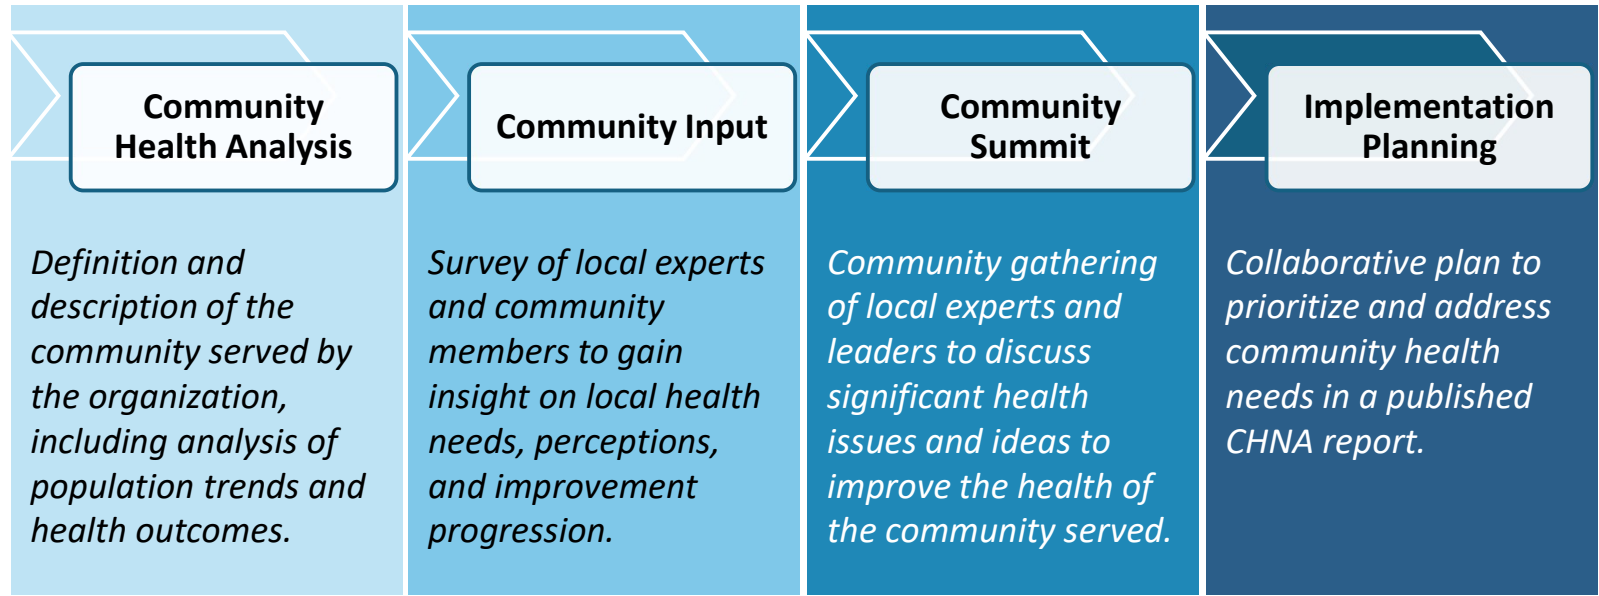 Community
Health Analysis
Definition and
description of the
community served by
the organization,
including analysis of
population trends and
health outcomes.
Community Input
Survey of local experts
and community
members to gain
insight on local health
needs, perceptions,
and improvement
progression.
Community
Summit
Community gathering
of local experts and
leaders to discuss
significant health
issues and ideas to
improve the health of
the community served.
Implementation
Planning
Collaborative plan to
prioritize and address
community health
needs in a published
CHNA report.